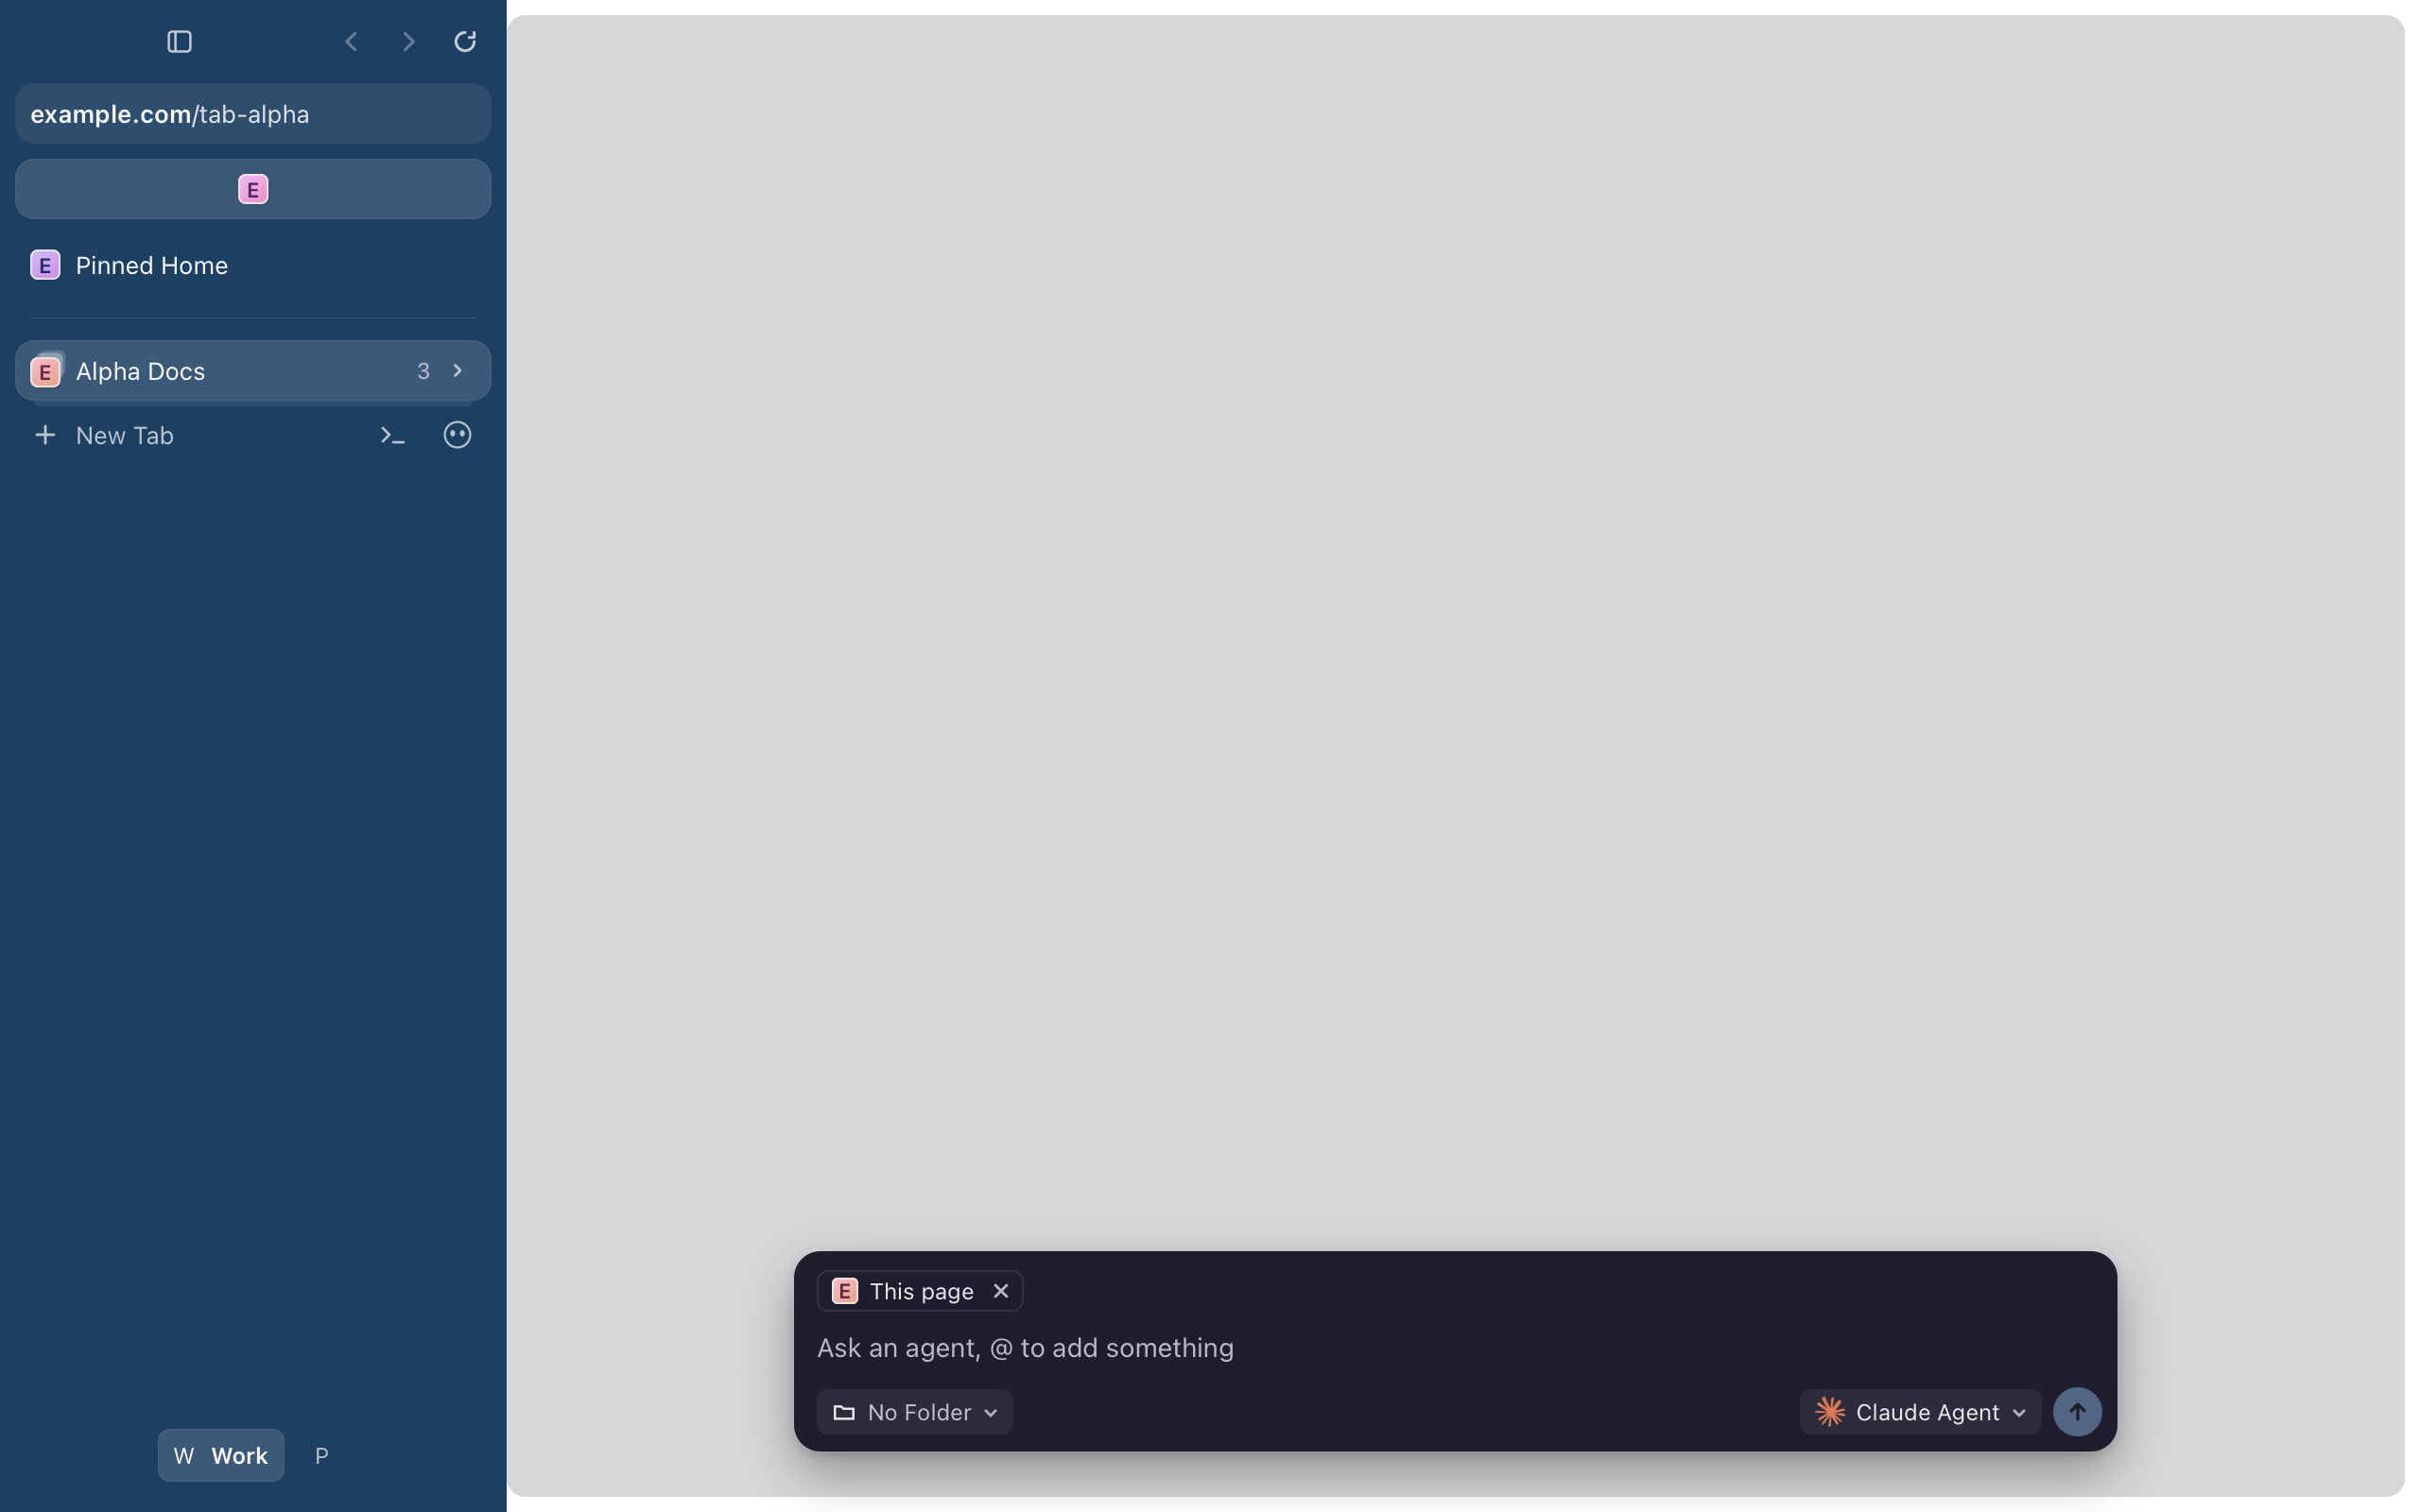 example.com/tab-alpha
E
E Pinned Home
E Alpha Docs 3
New Tab
E This page
Ask an agent, @ to add something
No Folder Claude Agent
W Work P